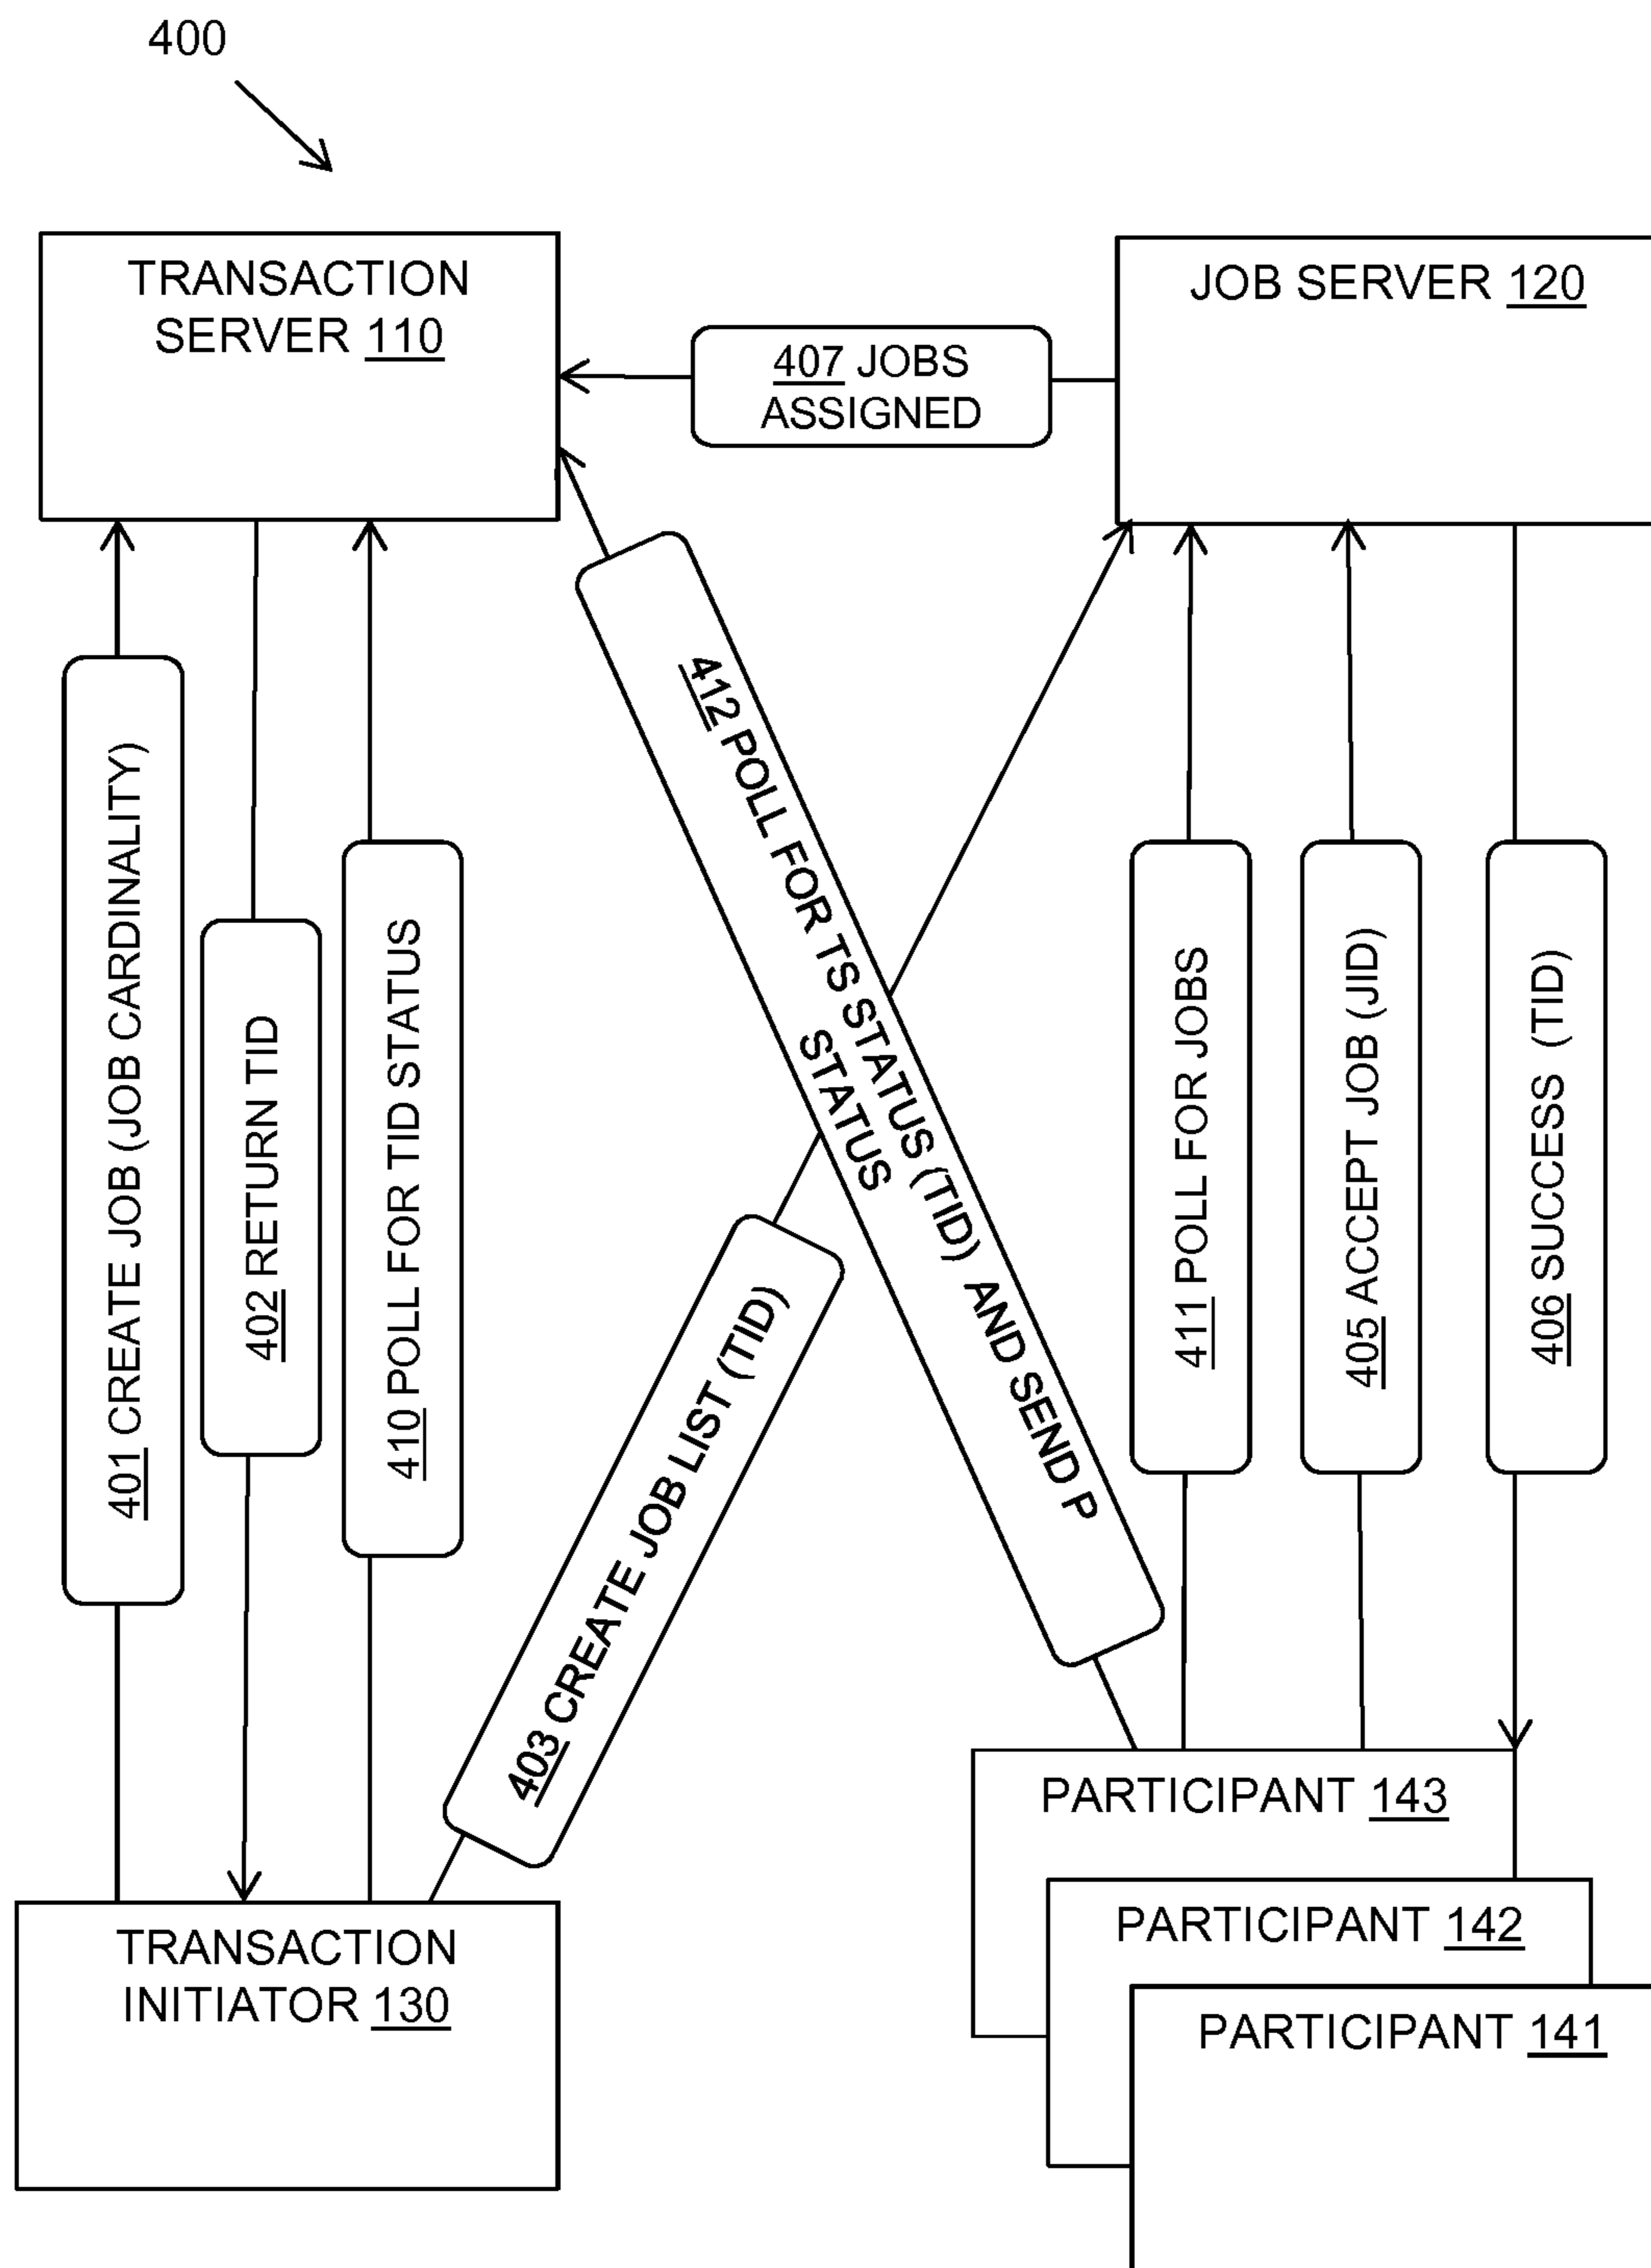 400
TRANSACTION
SERVER 110
JOB SERVER 120
407 JOBS
ASSIGNED
401 CREATE JOB (JOB CARDINALITY)
402 RETURN TID
410 POLL FOR TID STATUS
403 CREATE JOB LIST (TID)
412 POLL FOR TS STATUS (TID) AND SEND P
STATUS
411 POLL FOR JOBS
405 ACCEPT JOB (JID)
406 SUCCESS (TID)
TRANSACTION
INITIATOR 130
PARTICIPANT 143
PARTICIPANT 142
PARTICIPANT 141